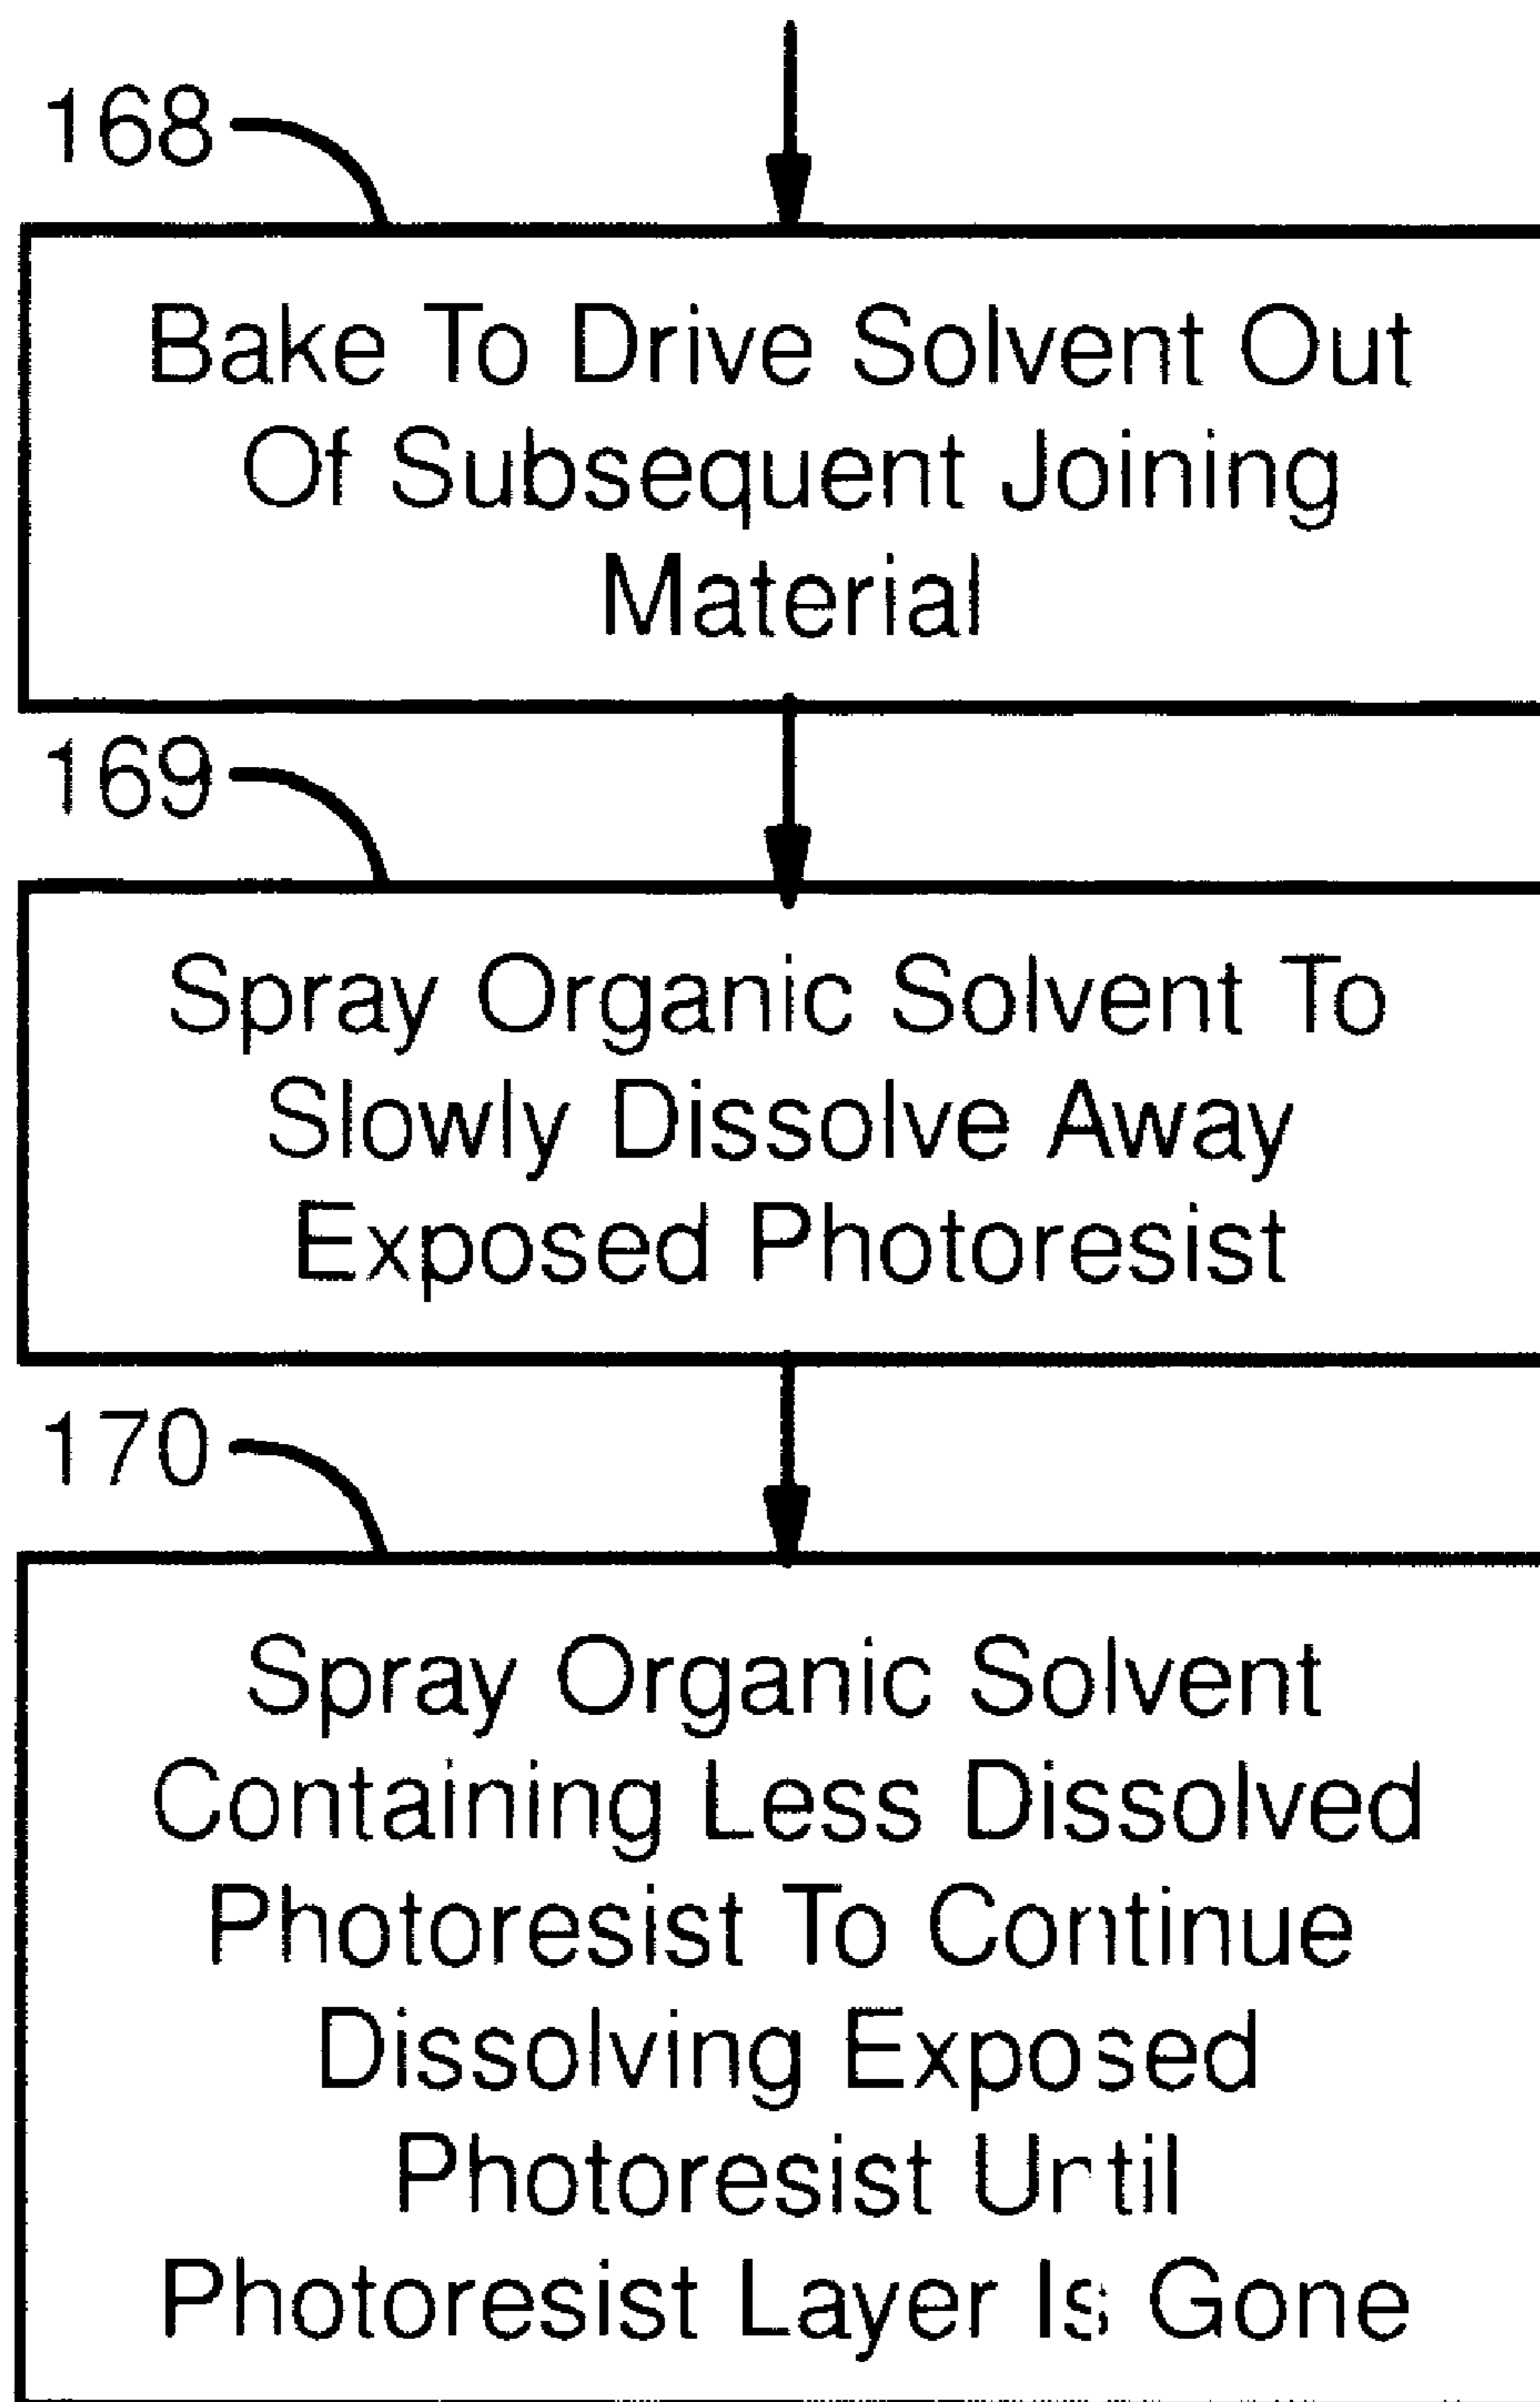 168
Bake To Drive Solvent Out
Of Subsequent Joining
Material
169
Spray Organic Solvent To
Slowly Dissolve Away
Exposed Photoresist
170
Spray Organic Solvent
Containing Less Dissolved
Photoresist To Continue
Dissolving Exposed
Photoresist Until
Photoresist Layer Is Gone